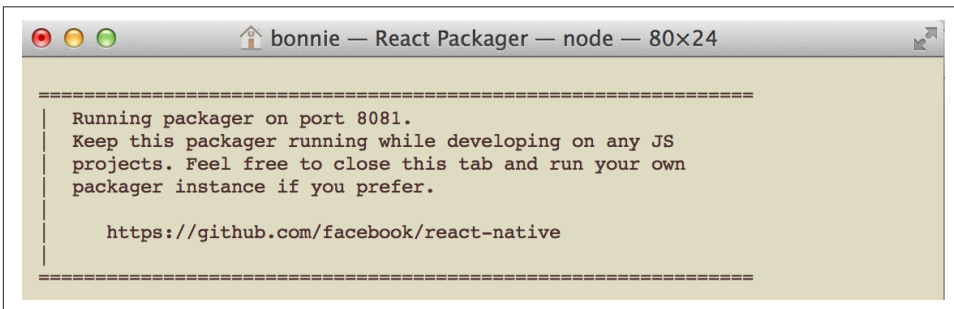 bonnie — React Packager — node — 80×24
===============================================================
| Running packager on port 8081.
| Keep this packager running while developing on any JS
| projects. Feel free to close this tab and run your own
| packager instance if you prefer.
|
| https://github.com/facebook/react-native
|
===============================================================